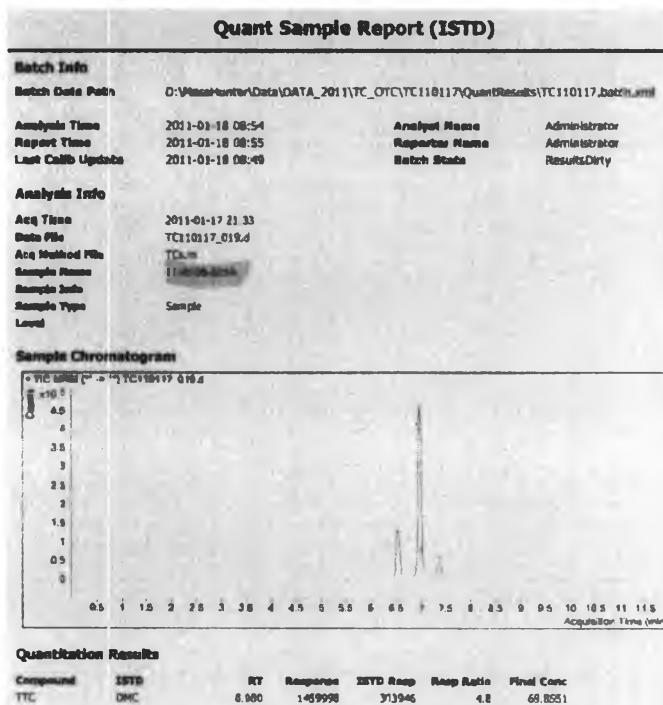 Quant Sample Report (ISTD)
Batch Info
Batch Data Path D:\MassHunter\Data\DATA_2011\TC_OTC\TC110117\QuantResults\TC110117.batch.xml
Analysis Time 2011-01-18 08:54 Analyst Name Administrator
Report Time 2011-01-18 08:55 Reporter Name Administrator
Last Calib Update 2011-01-18 08:49 Batch State ResultsDirty
Analysis Info
Acq Time 2011-01-17 21:33
Data File TC110117_019.d
Acq Method File TC.m
Sample Name
Sample Info
Sample Type Sample
Level
Sample Chromatogram
+ TIC MRM (** -> **) TC110117_019.d
Counts x10 5
4.5
4
3.5
3
2.5
2
1.5
1
0.5
0
0.5 1 1.5 2 2.5 3 3.5 4 4.5 5 5.5 6 6.5 7 7.5 8 8.5 9 9.5 10 10.5 11 11.5
Acquisition Time (min
Quantitation Results
Compound ISTD RT Response ISTD Resp Resp Ratio Final Conc
TTC DMC 6.980 1459998 4.8